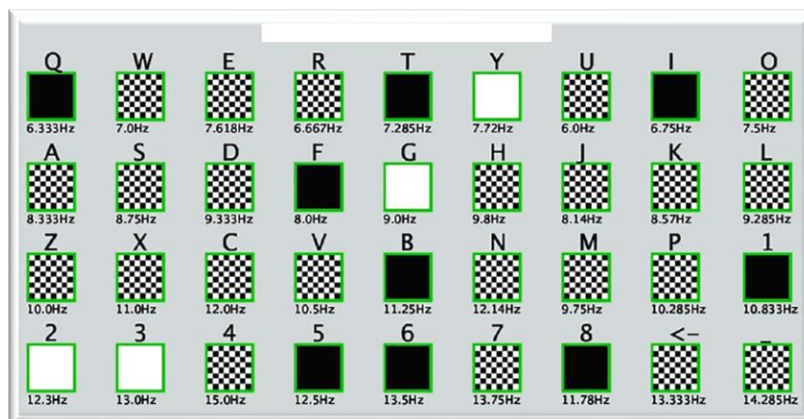 Q W E R T Y U I O
6.333Hz 7.0Hz 7.618Hz 6.667Hz 7.285Hz 7.72Hz 6.0Hz 6.75Hz 7.5Hz
A S D F G H J K L
8.333Hz 8.75Hz 9.333Hz 8.0Hz 9.0Hz 9.8Hz 8.14Hz 8.57Hz 9.285Hz
Z X C V B N M P 1
10.0Hz 11.0Hz 12.0Hz 10.5Hz 11.25Hz 12.14Hz 9.75Hz 10.285Hz 10.833Hz
2 3 4 5 6 7 8 <- _
12.3Hz 13.0Hz 15.0Hz 12.5Hz 13.5Hz 13.75Hz 11.78Hz 13.333Hz 14.285Hz